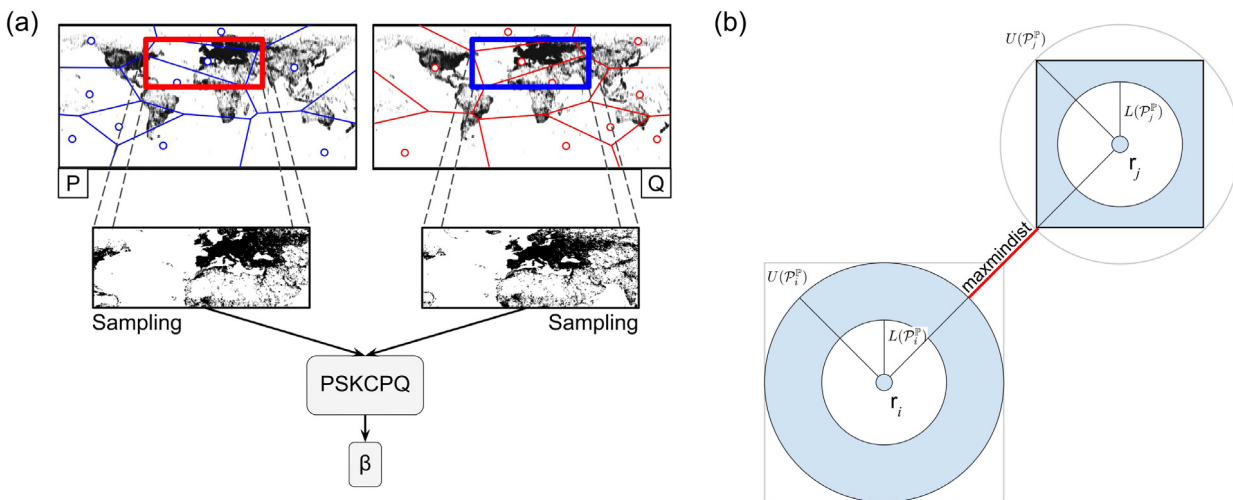 (a)
P
Q
Sampling
Sampling
PSKCPQ
β
(b)
U(𝒫ⱼ^ℙ)
L(𝒫ⱼ^ℙ)
rⱼ
maxmindist
U(𝒫ᵢ^ℙ)
L(𝒫ᵢ^ℙ)
rᵢ